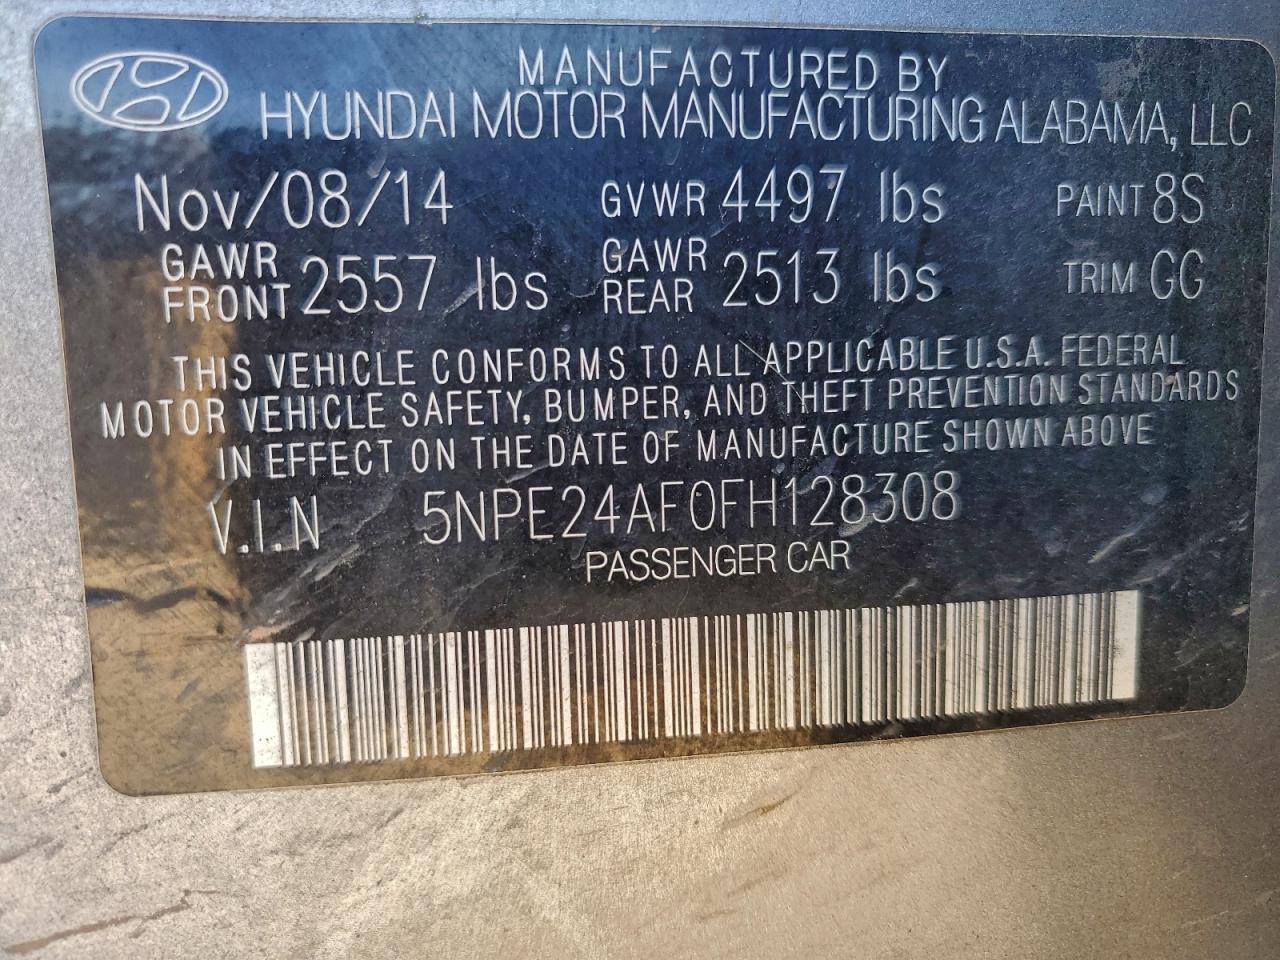 MANUFACTURED BY
HYUNDAI MOTOR MANUFACTURING ALABAMA, LLC
Nov/08/14 GVWR 4497 lbs PAINT 8S
GAWR FRONT 2557 lbs GAWR REAR 2513 lbs TRIM GG
THIS VEHICLE CONFORMS TO ALL APPLICABLE U.S.A. FEDERAL
MOTOR VEHICLE SAFETY, BUMPER, AND THEFT PREVENTION STANDARDS
IN EFFECT ON THE DATE OF MANUFACTURE SHOWN ABOVE
V.I.N 5NPE24AF0FH128308
PASSENGER CAR